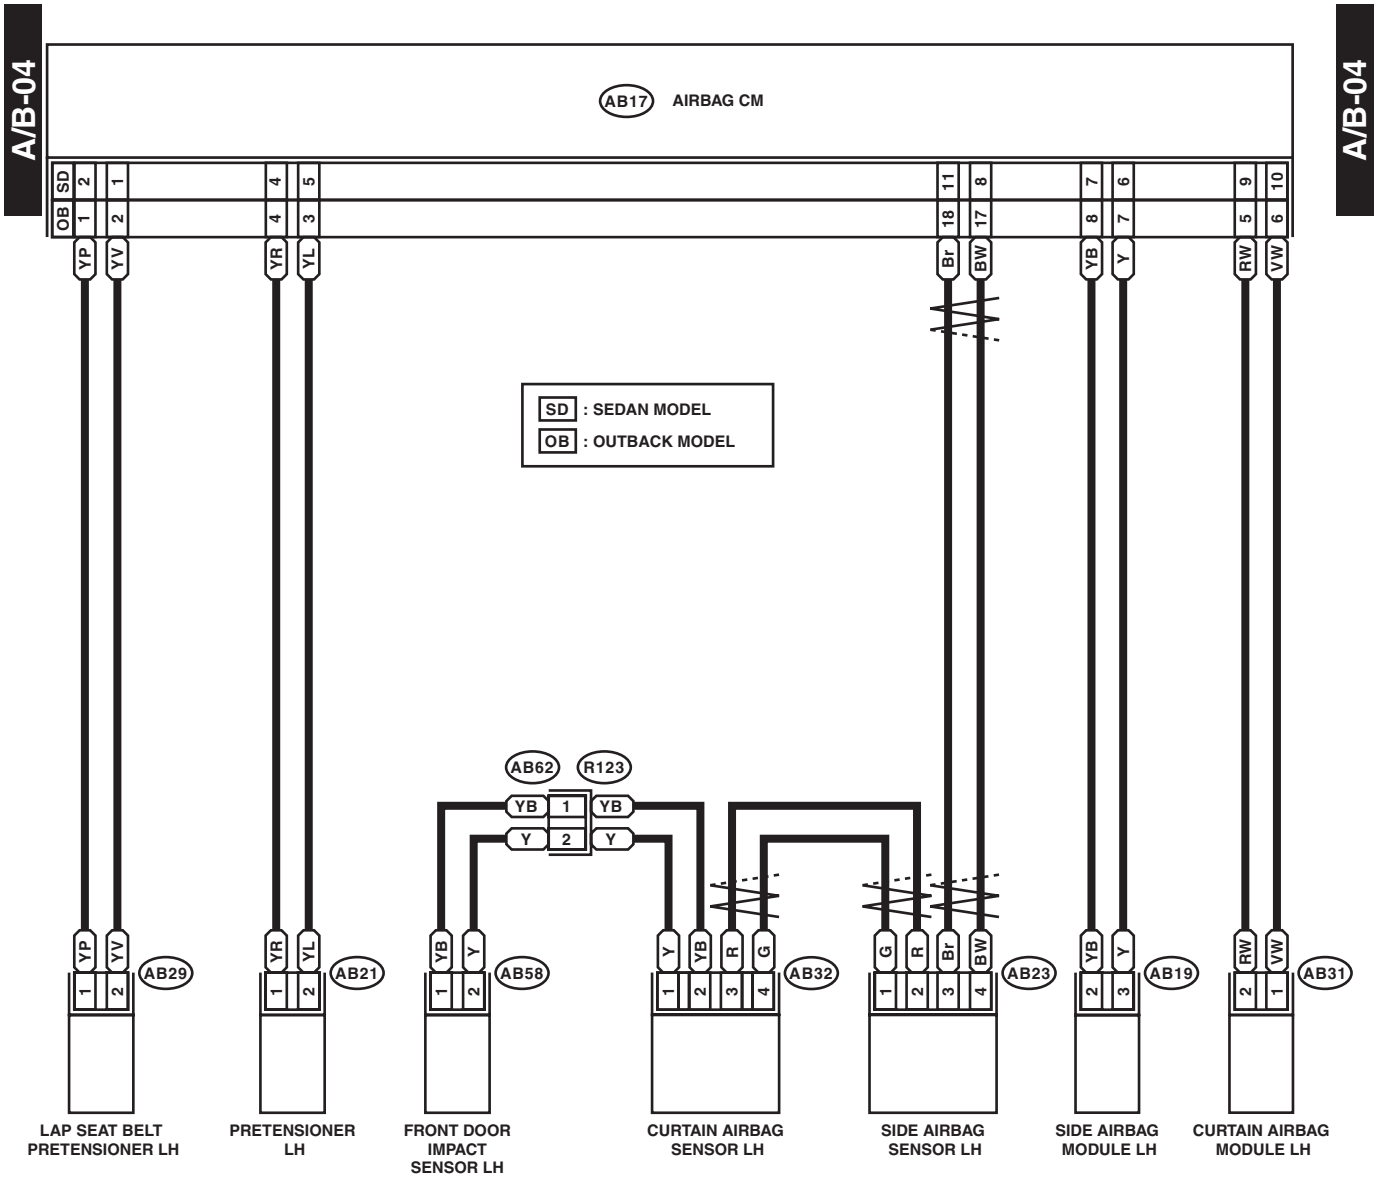 A/B-04
A/B-04
AB17 AIRBAG CM
SD 2 1 4 5 11 8 7 6 9 10
OB 1 2 4 3 18 17 8 7 5 6
YP YV YR YL Br BW YB Y RW VW
SD : SEDAN MODEL
OB : OUTBACK MODEL
AB62 R123
YB 1 YB
Y 2 Y
YP YV YR YL YB Y Y YB R G G R Br BW YB Y RW VW
AB29 AB21 AB58 AB32 AB23 AB19 AB31
1 2 1 2 1 2 1 2 3 4 1 2 3 4 2 3 2 1
LAP SEAT BELT
PRETENSIONER LH
PRETENSIONER
LH
FRONT DOOR
IMPACT
SENSOR LH
CURTAIN AIRBAG
SENSOR LH
SIDE AIRBAG
SENSOR LH
SIDE AIRBAG
MODULE LH
CURTAIN AIRBAG
MODULE LH